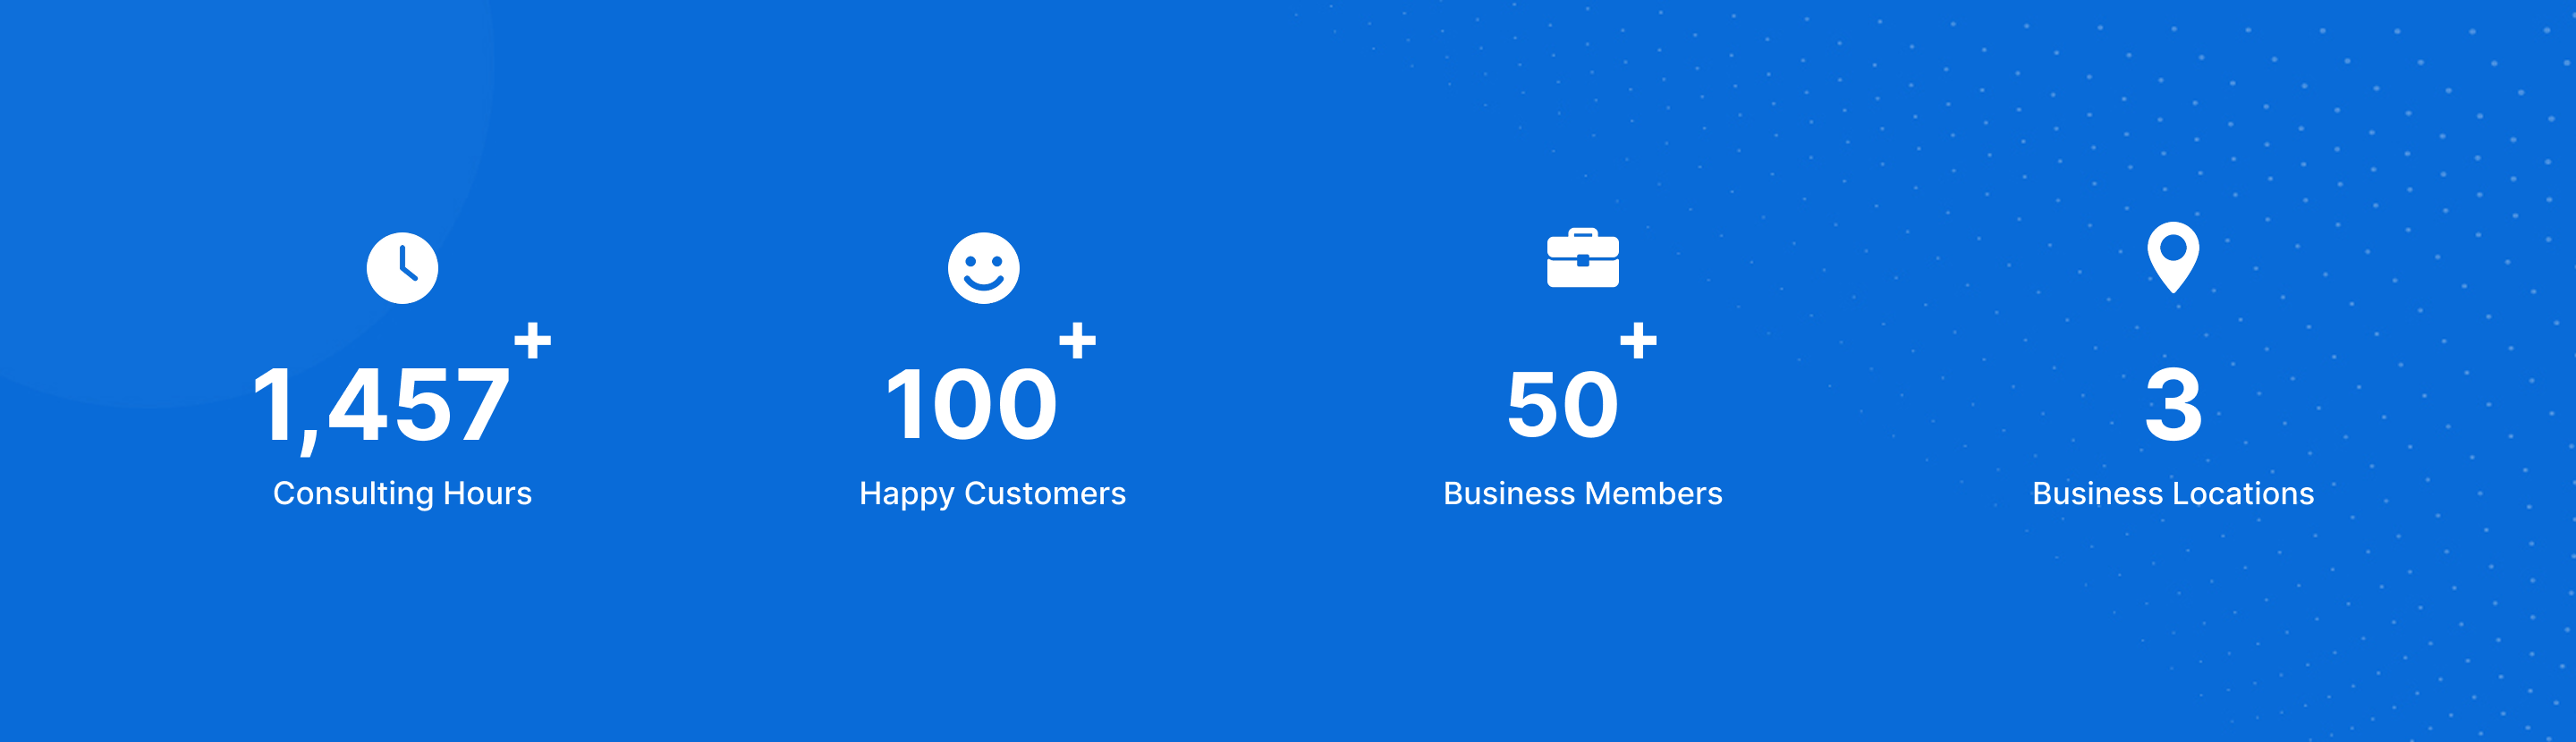 1,457+
Consulting Hours
100+
Happy Customers
50+
Business Members
3
Business Locations